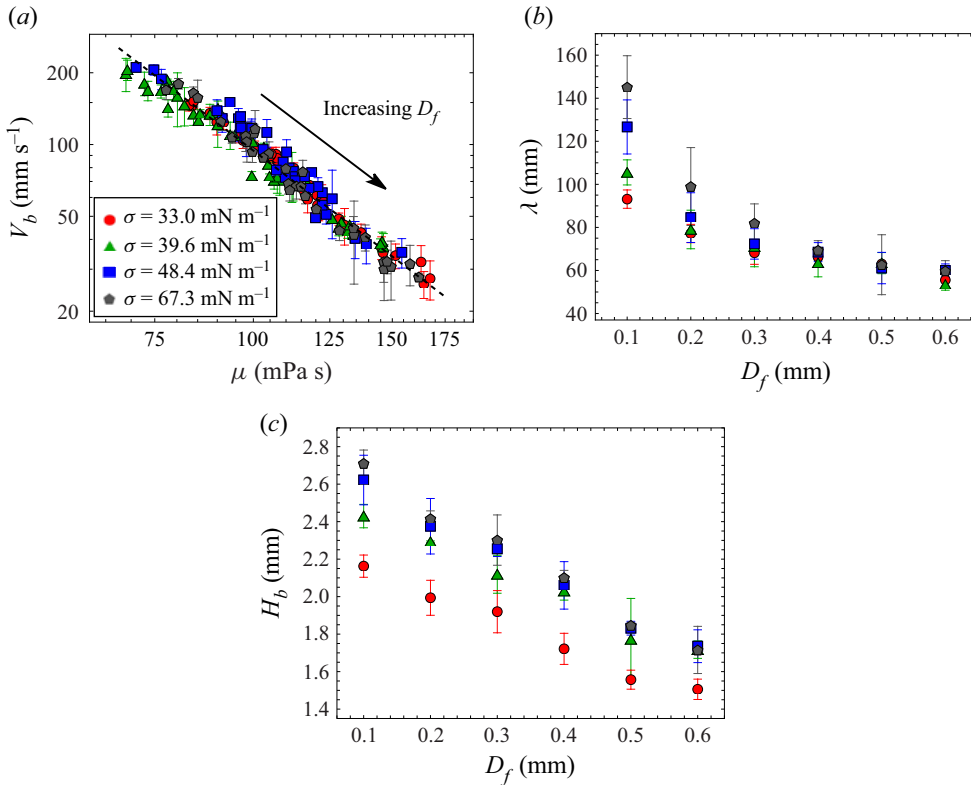 (a)
200
100
50
20
V_b (mm s⁻¹)
Increasing D_f
σ = 33.0 mN m⁻¹
σ = 39.6 mN m⁻¹
σ = 48.4 mN m⁻¹
σ = 67.3 mN m⁻¹
75 100 125 150 175
μ (mPa s)
(b)
160
140
120
100
80
60
40
λ (mm)
0.1 0.2 0.3 0.4 0.5 0.6
D_f (mm)
(c)
2.8
2.6
2.4
2.2
2.0
1.8
1.6
1.4
H_b (mm)
0.1 0.2 0.3 0.4 0.5 0.6
D_f (mm)